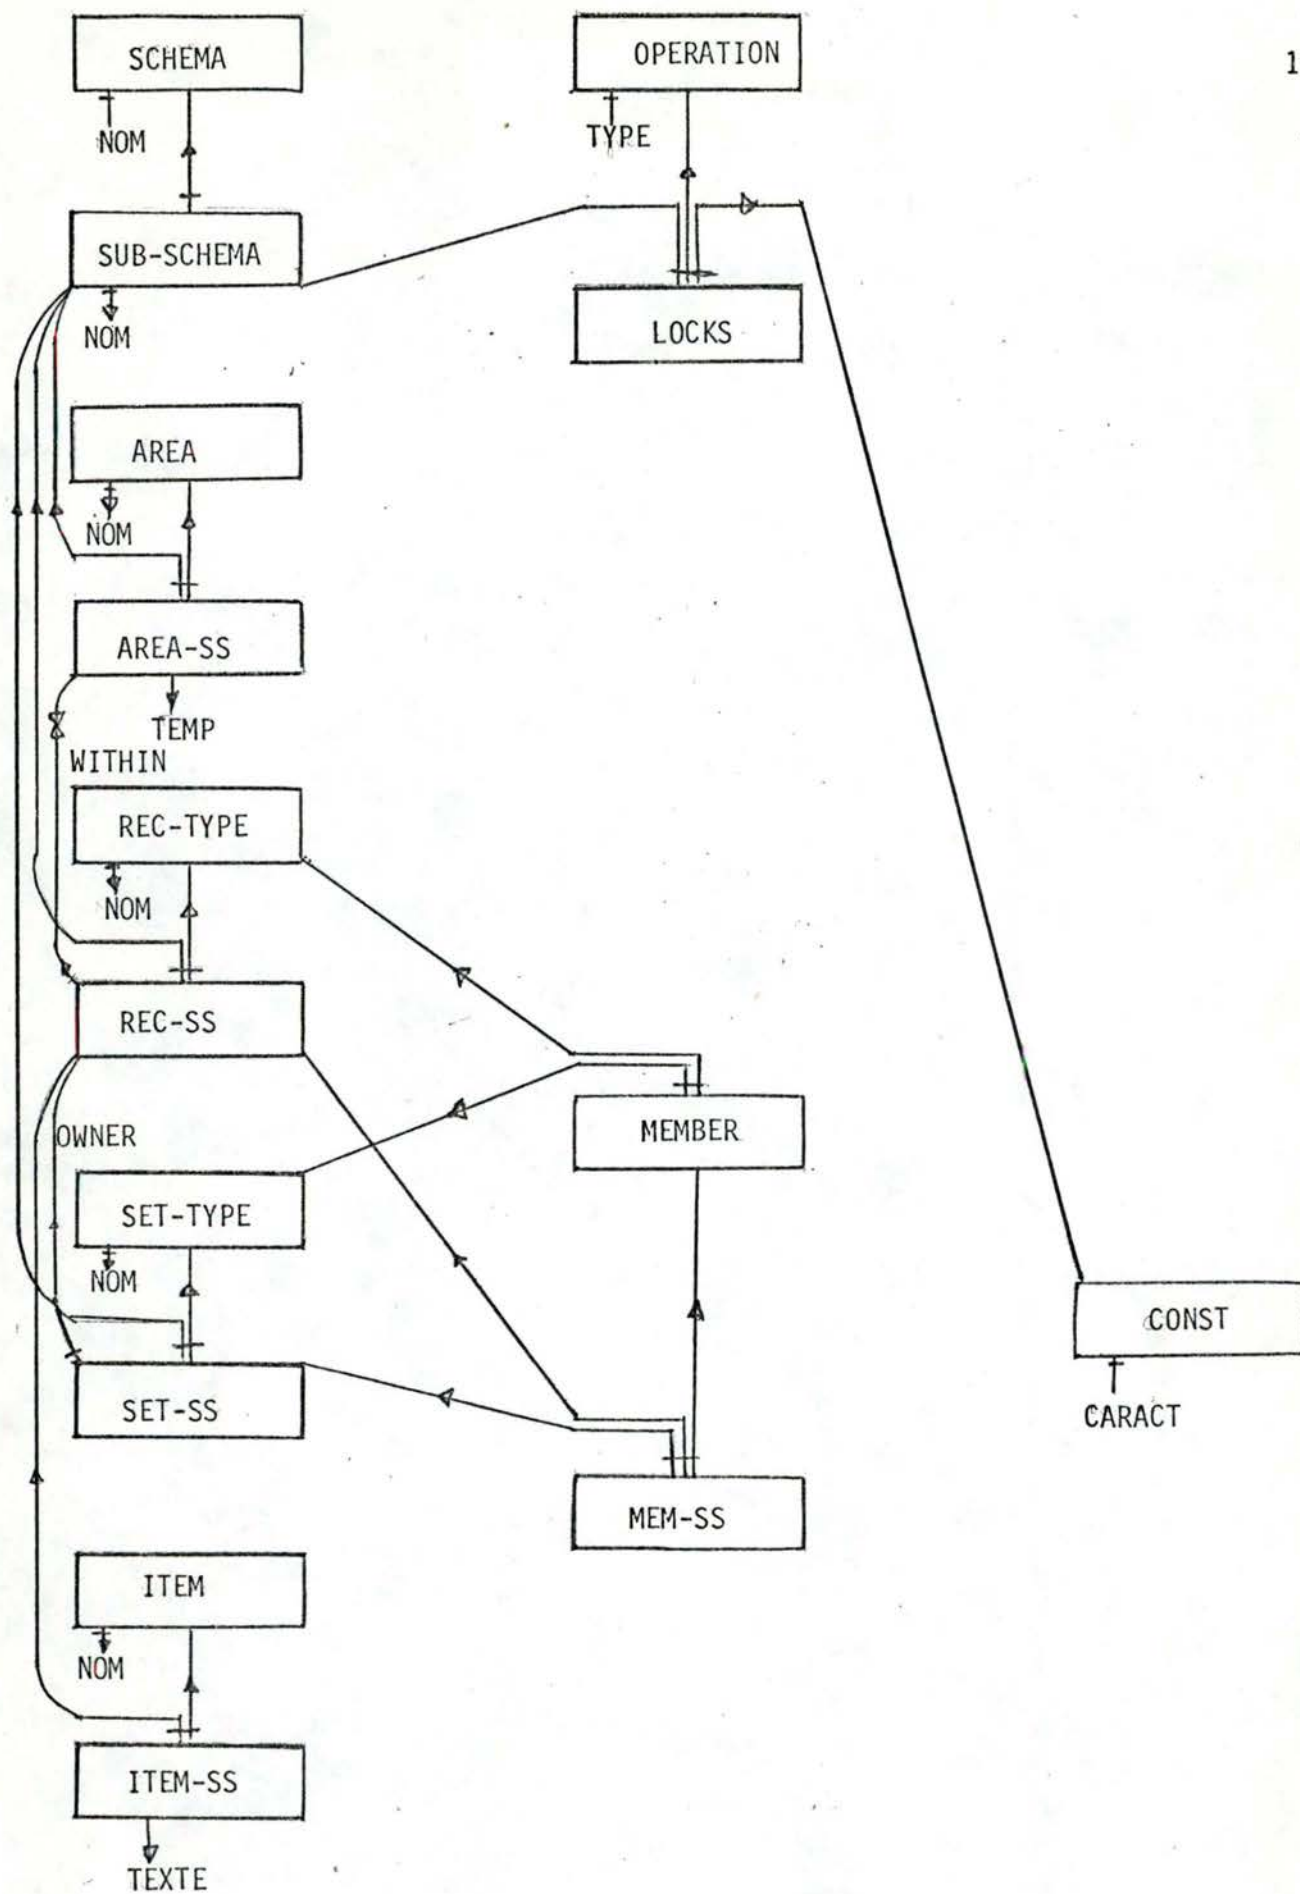 SCHEMA
OPERATION
1
NOM
TYPE
SUB-SCHEMA
NOM
LOCKS
AREA
NOM
AREA-SS
TEMP
WITHIN
REC-TYPE
NOM
REC-SS
OWNER
MEMBER
SET-TYPE
NOM
CONST
SET-SS
CARACT
MEM-SS
ITEM
NOM
ITEM-SS
TEXTE